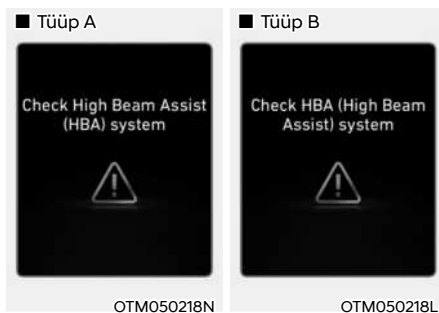 ■ Tüüp A
Check High Beam Assist
(HBA) system
OTM050218N
■ Tüüp B
Check HBA (High Beam
Assist) system
OTM050218L